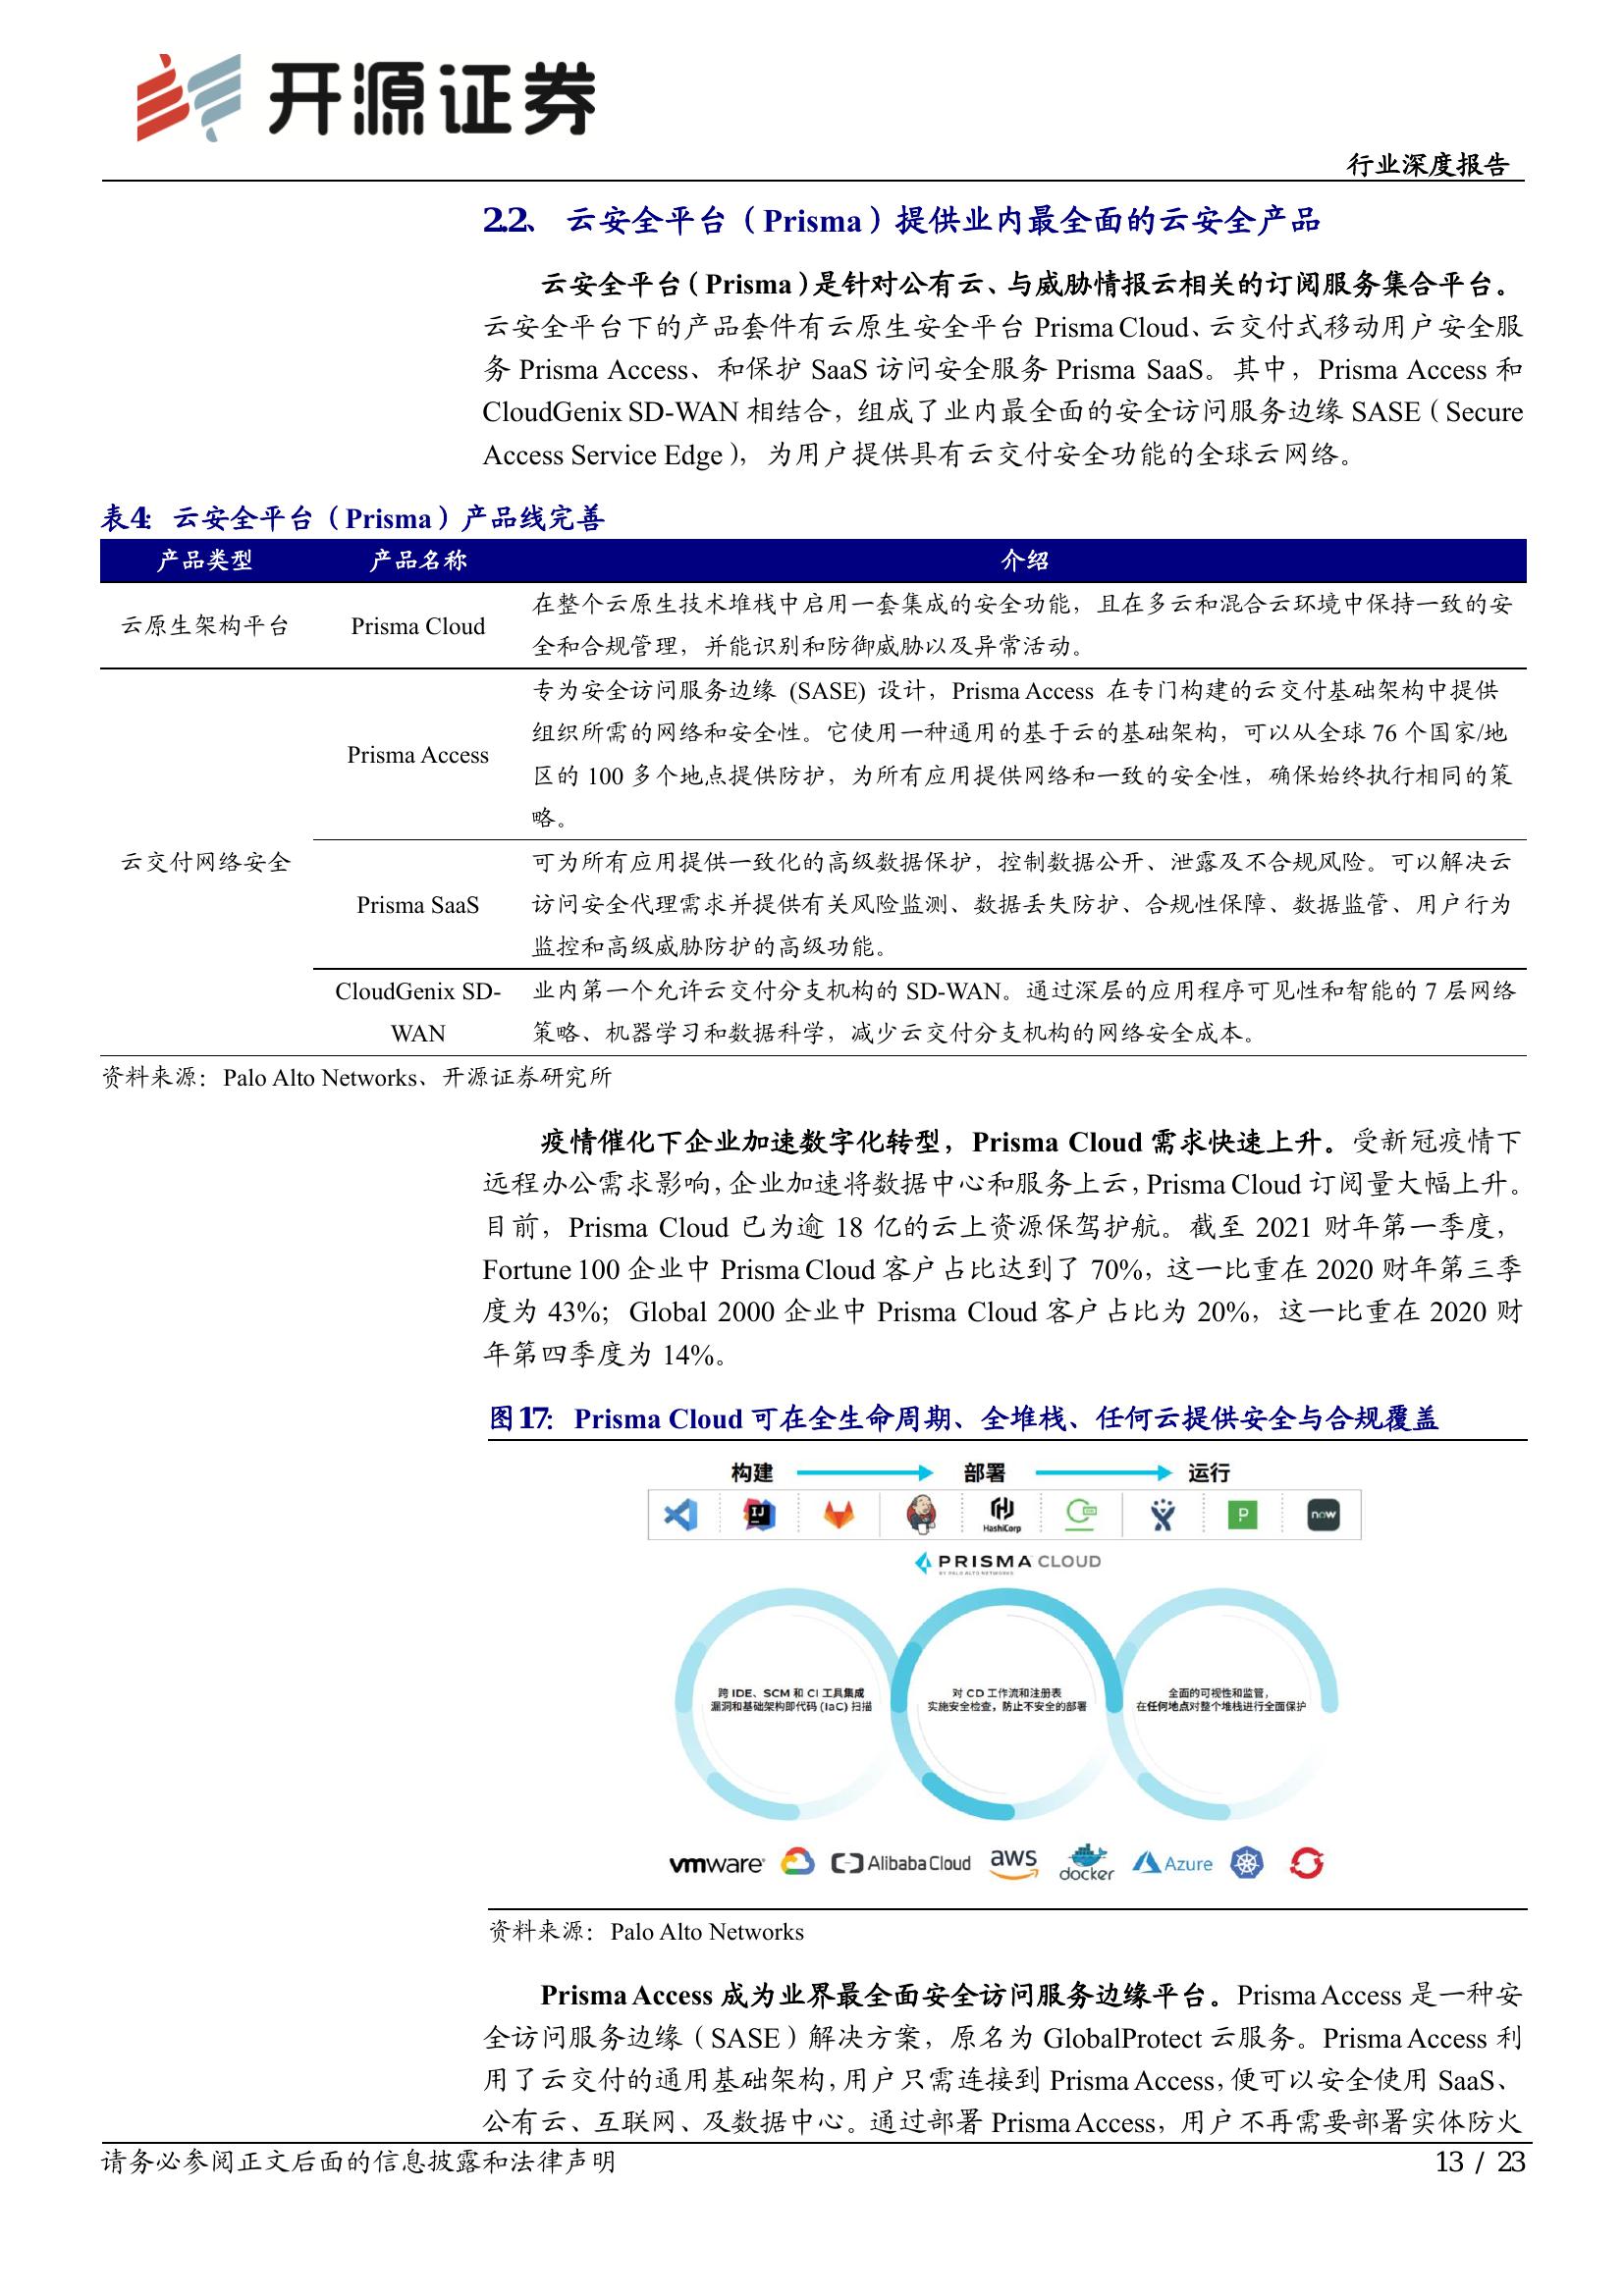 开源证券
行业深度报告
2.2、 云安全平台（Prisma）提供业内最全面的云安全产品
云安全平台（Prisma）是针对公有云、与威胁情报云相关的订阅服务集合平台。
云安全平台下的产品套件有云原生安全平台 Prisma Cloud、云交付式移动用户安全服
务 Prisma Access、和保护 SaaS 访问安全服务 Prisma SaaS。其中，Prisma Access 和
CloudGenix SD-WAN 相结合，组成了业内最全面的安全访问服务边缘 SASE（Secure
Access Service Edge），为用户提供具有云交付安全功能的全球云网络。
表4：云安全平台（Prisma）产品线完善
产品类型 产品名称 介绍
云原生架构平台 Prisma Cloud
在整个云原生技术堆栈中启用一套集成的安全功能，且在多云和混合云环境中保持一致的安
全和合规管理，并能识别和防御威胁以及异常活动。
云交付网络安全
Prisma Access
专为安全访问服务边缘 (SASE) 设计，Prisma Access 在专门构建的云交付基础架构中提供
组织所需的网络和安全性。它使用一种通用的基于云的基础架构，可以从全球 76 个国家/地
区的 100 多个地点提供防护，为所有应用提供网络和一致的安全性，确保始终执行相同的策
略。
Prisma SaaS
可为所有应用提供一致化的高级数据保护，控制数据公开、泄露及不合规风险。可以解决云
访问安全代理需求并提供有关风险监测、数据丢失防护、合规性保障、数据监管、用户行为
监控和高级威胁防护的高级功能。
CloudGenix SD-
WAN
业内第一个允许云交付分支机构的 SD-WAN。通过深层的应用程序可见性和智能的 7 层网络
策略、机器学习和数据科学，减少云交付分支机构的网络安全成本。
资料来源：Palo Alto Networks、开源证券研究所
疫情催化下企业加速数字化转型，Prisma Cloud 需求快速上升。受新冠疫情下
远程办公需求影响，企业加速将数据中心和服务上云，Prisma Cloud 订阅量大幅上升。
目前，Prisma Cloud 已为逾 18 亿的云上资源保驾护航。截至 2021 财年第一季度，
Fortune 100 企业中 Prisma Cloud 客户占比达到了 70%，这一比重在 2020 财年第三季
度为 43%；Global 2000 企业中 Prisma Cloud 客户占比为 20%，这一比重在 2020 财
年第四季度为 14%。
图17：Prisma Cloud 可在全生命周期、全堆栈、任何云提供安全与合规覆盖
构建 部署 运行
IJ HashiCorp P now
PRISMA CLOUD
BY PALO ALTO NETWORKS
跨 IDE、SCM 和 CI 工具集成
漏洞和基础架构即代码 (IaC) 扫描
对 CD 工作流和注册表
实施安全检查，防止不安全的部署
全面的可视性和监管，
在任何地点对整个堆栈进行全面保护
vmware Alibaba Cloud aws docker Azure
资料来源：Palo Alto Networks
Prisma Access 成为业界最全面安全访问服务边缘平台。Prisma Access 是一种安
全访问服务边缘（SASE）解决方案，原名为 GlobalProtect 云服务。Prisma Access 利
用了云交付的通用基础架构，用户只需连接到 Prisma Access，便可以安全使用 SaaS、
公有云、互联网、及数据中心。通过部署 Prisma Access，用户不再需要部署实体防火
请务必参阅正文后面的信息披露和法律声明
13 / 23